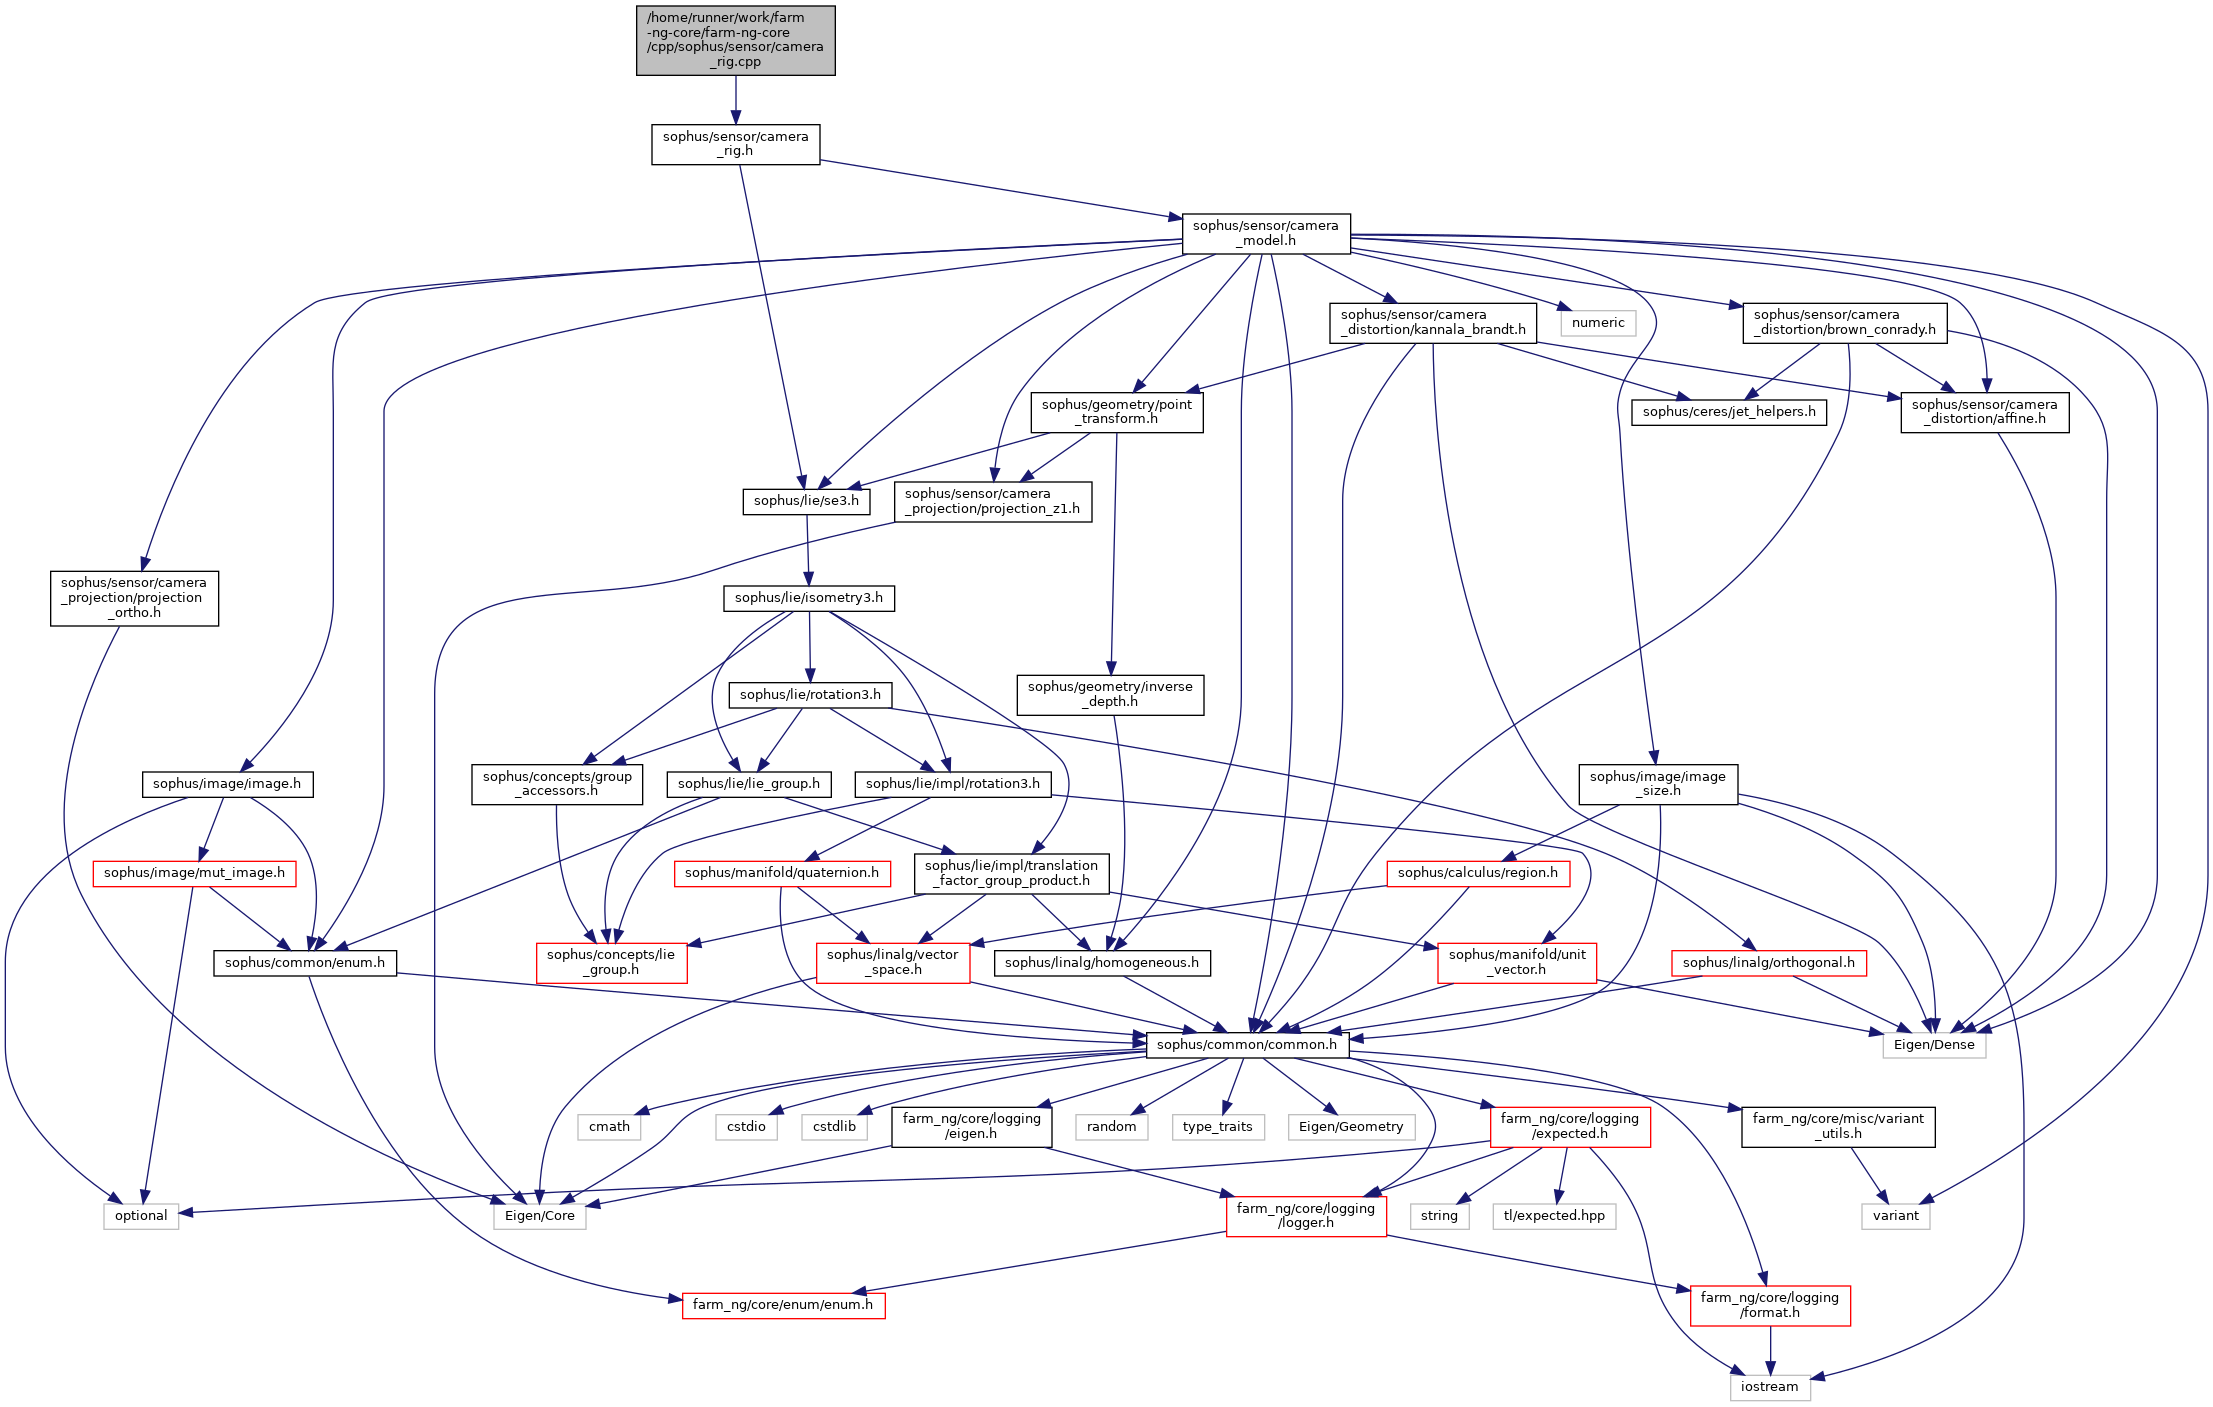 /home/runner/work/farm
-ng-core/farm-ng-core
/cpp/sophus/sensor/camera
_rig.cpp
sophus/sensor/camera
_rig.h
sophus/sensor/camera
_model.h
sophus/sensor/camera
_distortion/kannala_brandt.h
numeric
sophus/sensor/camera
_distortion/brown_conrady.h
sophus/geometry/point
_transform.h
sophus/ceres/jet_helpers.h
sophus/sensor/camera
_distortion/affine.h
sophus/lie/se3.h
sophus/sensor/camera
_projection/projection_z1.h
sophus/sensor/camera
_projection/projection
_ortho.h
sophus/lie/isometry3.h
sophus/lie/rotation3.h
sophus/geometry/inverse
_depth.h
sophus/image/image.h
sophus/concepts/group
_accessors.h
sophus/lie/lie_group.h
sophus/lie/impl/rotation3.h
sophus/image/image
_size.h
sophus/image/mut_image.h
sophus/manifold/quaternion.h
sophus/lie/impl/translation
_factor_group_product.h
sophus/calculus/region.h
sophus/common/enum.h
sophus/concepts/lie
_group.h
sophus/linalg/vector
_space.h
sophus/linalg/homogeneous.h
sophus/manifold/unit
_vector.h
sophus/linalg/orthogonal.h
sophus/common/common.h
Eigen/Dense
cmath
cstdio
cstdlib
farm_ng/core/logging
/eigen.h
random
type_traits
Eigen/Geometry
farm_ng/core/logging
/expected.h
farm_ng/core/misc/variant
_utils.h
optional
Eigen/Core
farm_ng/core/logging
/logger.h
string
tl/expected.hpp
variant
farm_ng/core/enum/enum.h
farm_ng/core/logging
/format.h
iostream